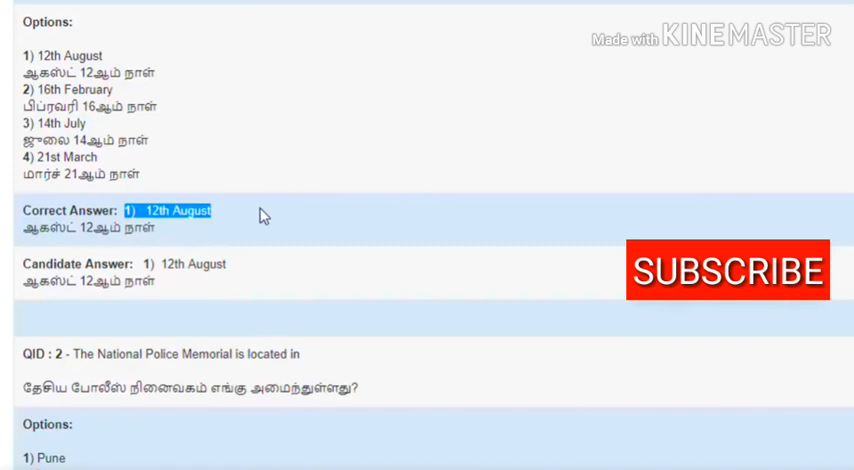 Options:
Made with KINEMASTER
1) 12th August
ஆகஸ்ட் 12ஆம் நாள்
2) 16th February
பிப்ரவரி 16ஆம் நாள்
3) 14th July
ஜுலை 14ஆம் நாள்
4) 21st March
மார்ச் 21ஆம் நாள்
Correct Answer: 1) 12th August
ஆகஸ்ட் 12ஆம் நாள்
Candidate Answer: 1) 12th August
ஆகஸ்ட் 12ஆம் நாள்
SUBSCRIBE
QID : 2 - The National Police Memorial is located in
தேசிய போலீஸ் நினைவகம் எங்கு அமைந்துள்ளது?
Options:
1) Pune